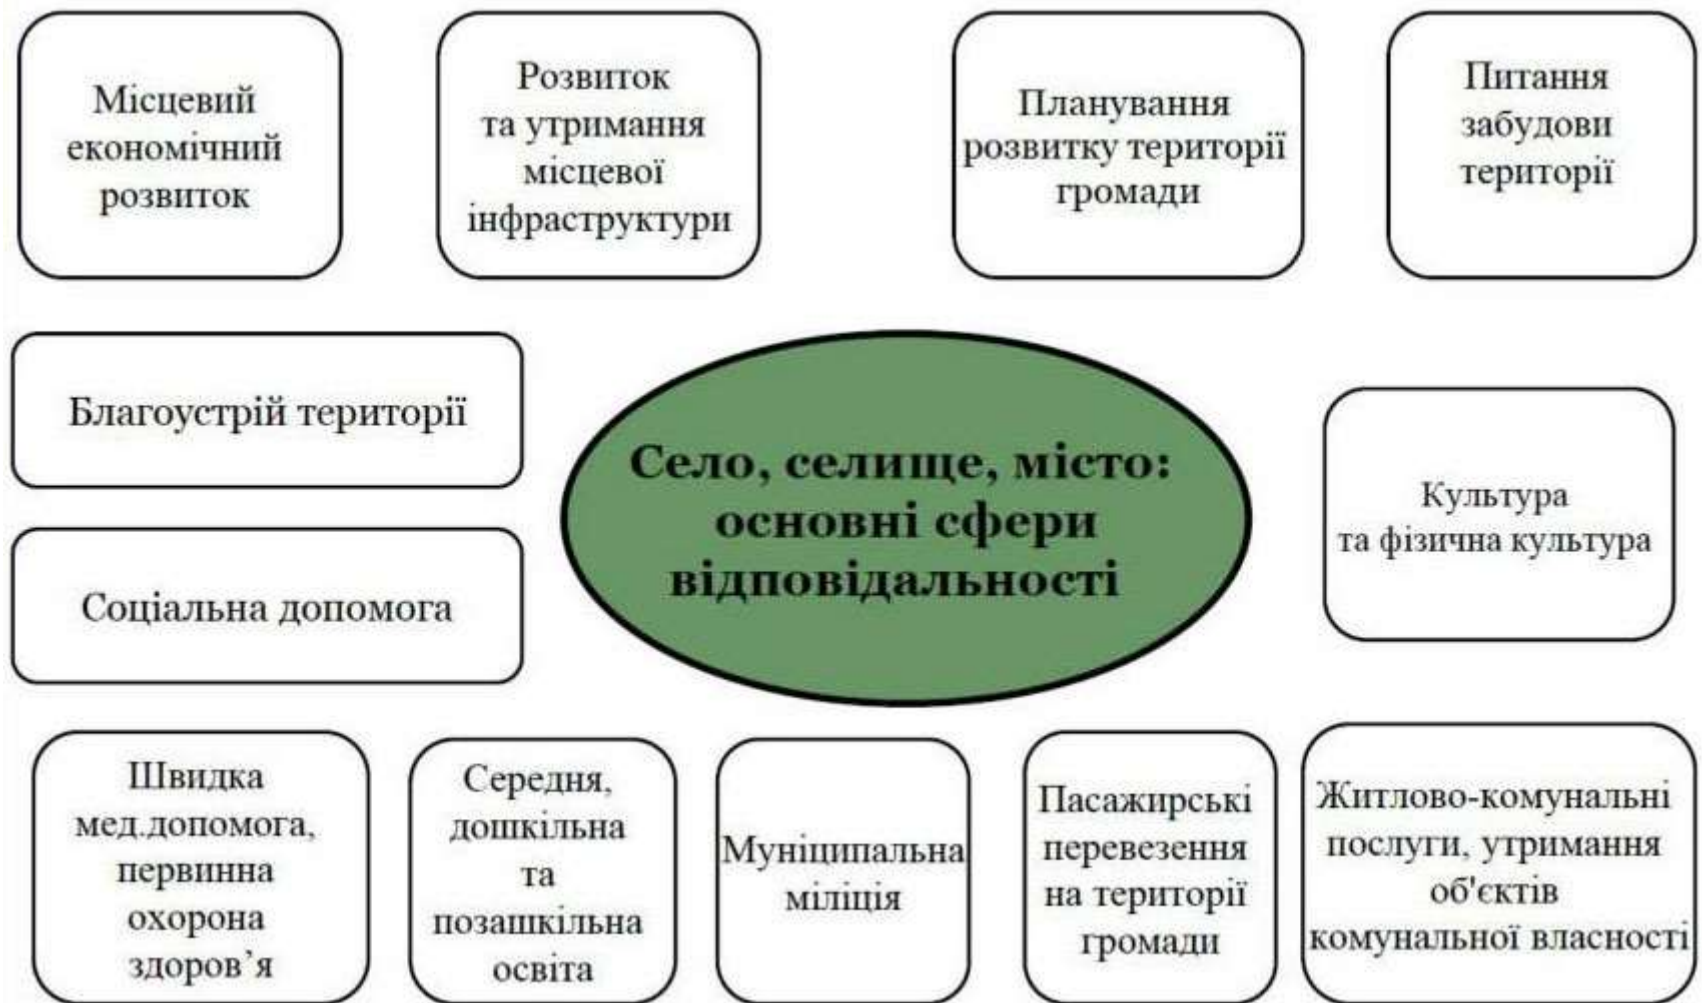 Місцевий
економічний
розвиток
Розвиток
та утримання
місцевої
інфраструктури
Планування
розвитку території
громади
Питання
забудови
території
Благоустрій території
Соціальна допомога
Село, селище, місто:
основні сфери
відповідальності
Культура
та фізична культура
Швидка
мед.допомога,
первинна
охорона
здоров’я
Середня,
дошкільна
та
позашкільна
освіта
Муніципальна
міліція
Пасажирські
перевезення
на території
громади
Житлово-комунальні
послуги, утримання
об'єктів
комунальної власності